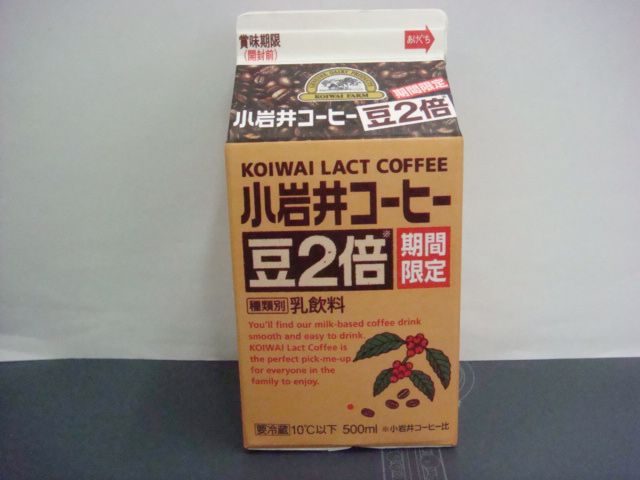 賞味期限
(開封前)
あけぐち
GENUINE DAIRY PRODUCTS
KOIWAI FARM
期間限定
小岩井コーヒー 豆2倍※
KOIWAI LACT COFFEE
小岩井コーヒー
豆2倍※
期間
限定
種類別 乳飲料
You'll find our milk-based coffee drink
smooth and easy to drink.
KOIWAI Lact Coffee is
the perfect pick-me-up
for everyone in the
family to enjoy.
要冷蔵 10℃以下 500ml ※小岩井コーヒー比